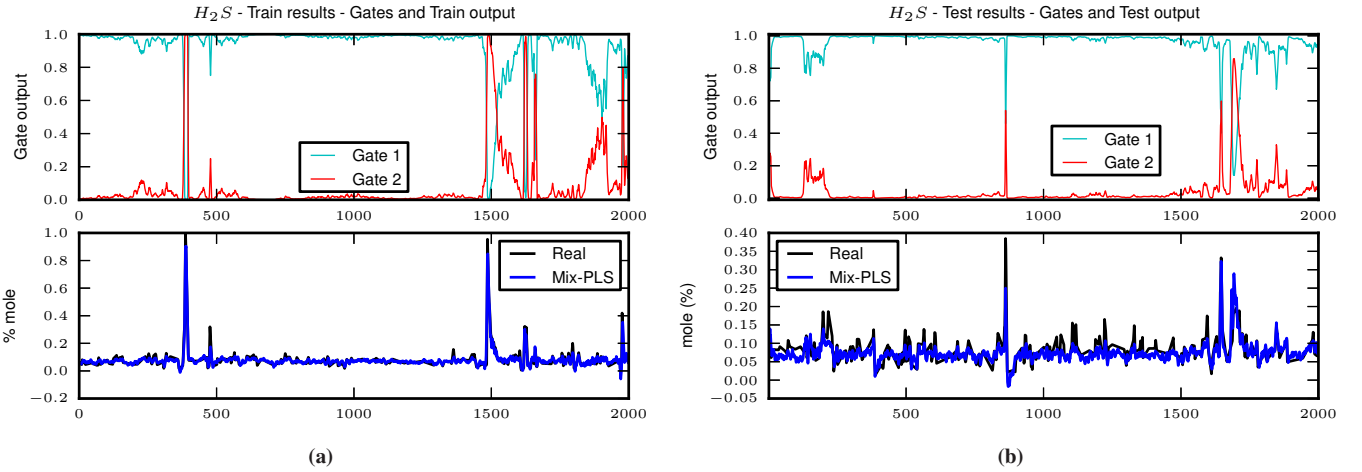 H2S - Train results - Gates and Train output
Gate output
1.0
0.8
0.6
0.4
0.2
0.0
Gate 1
Gate 2
0 500 1000 1500 2000
% mole
1.0
0.8
0.6
0.4
0.2
0.0
−0.2
Real
Mix-PLS
0 500 1000 1500 2000
(a)
H2S - Test results - Gates and Test output
Gate output
1.0
0.8
0.6
0.4
0.2
0.0
Gate 1
Gate 2
500 1000 1500 2000
mole (%)
0.40
0.35
0.30
0.25
0.20
0.15
0.10
0.05
0.00
−0.05
Real
Mix-PLS
500 1000 1500 2000
(b)